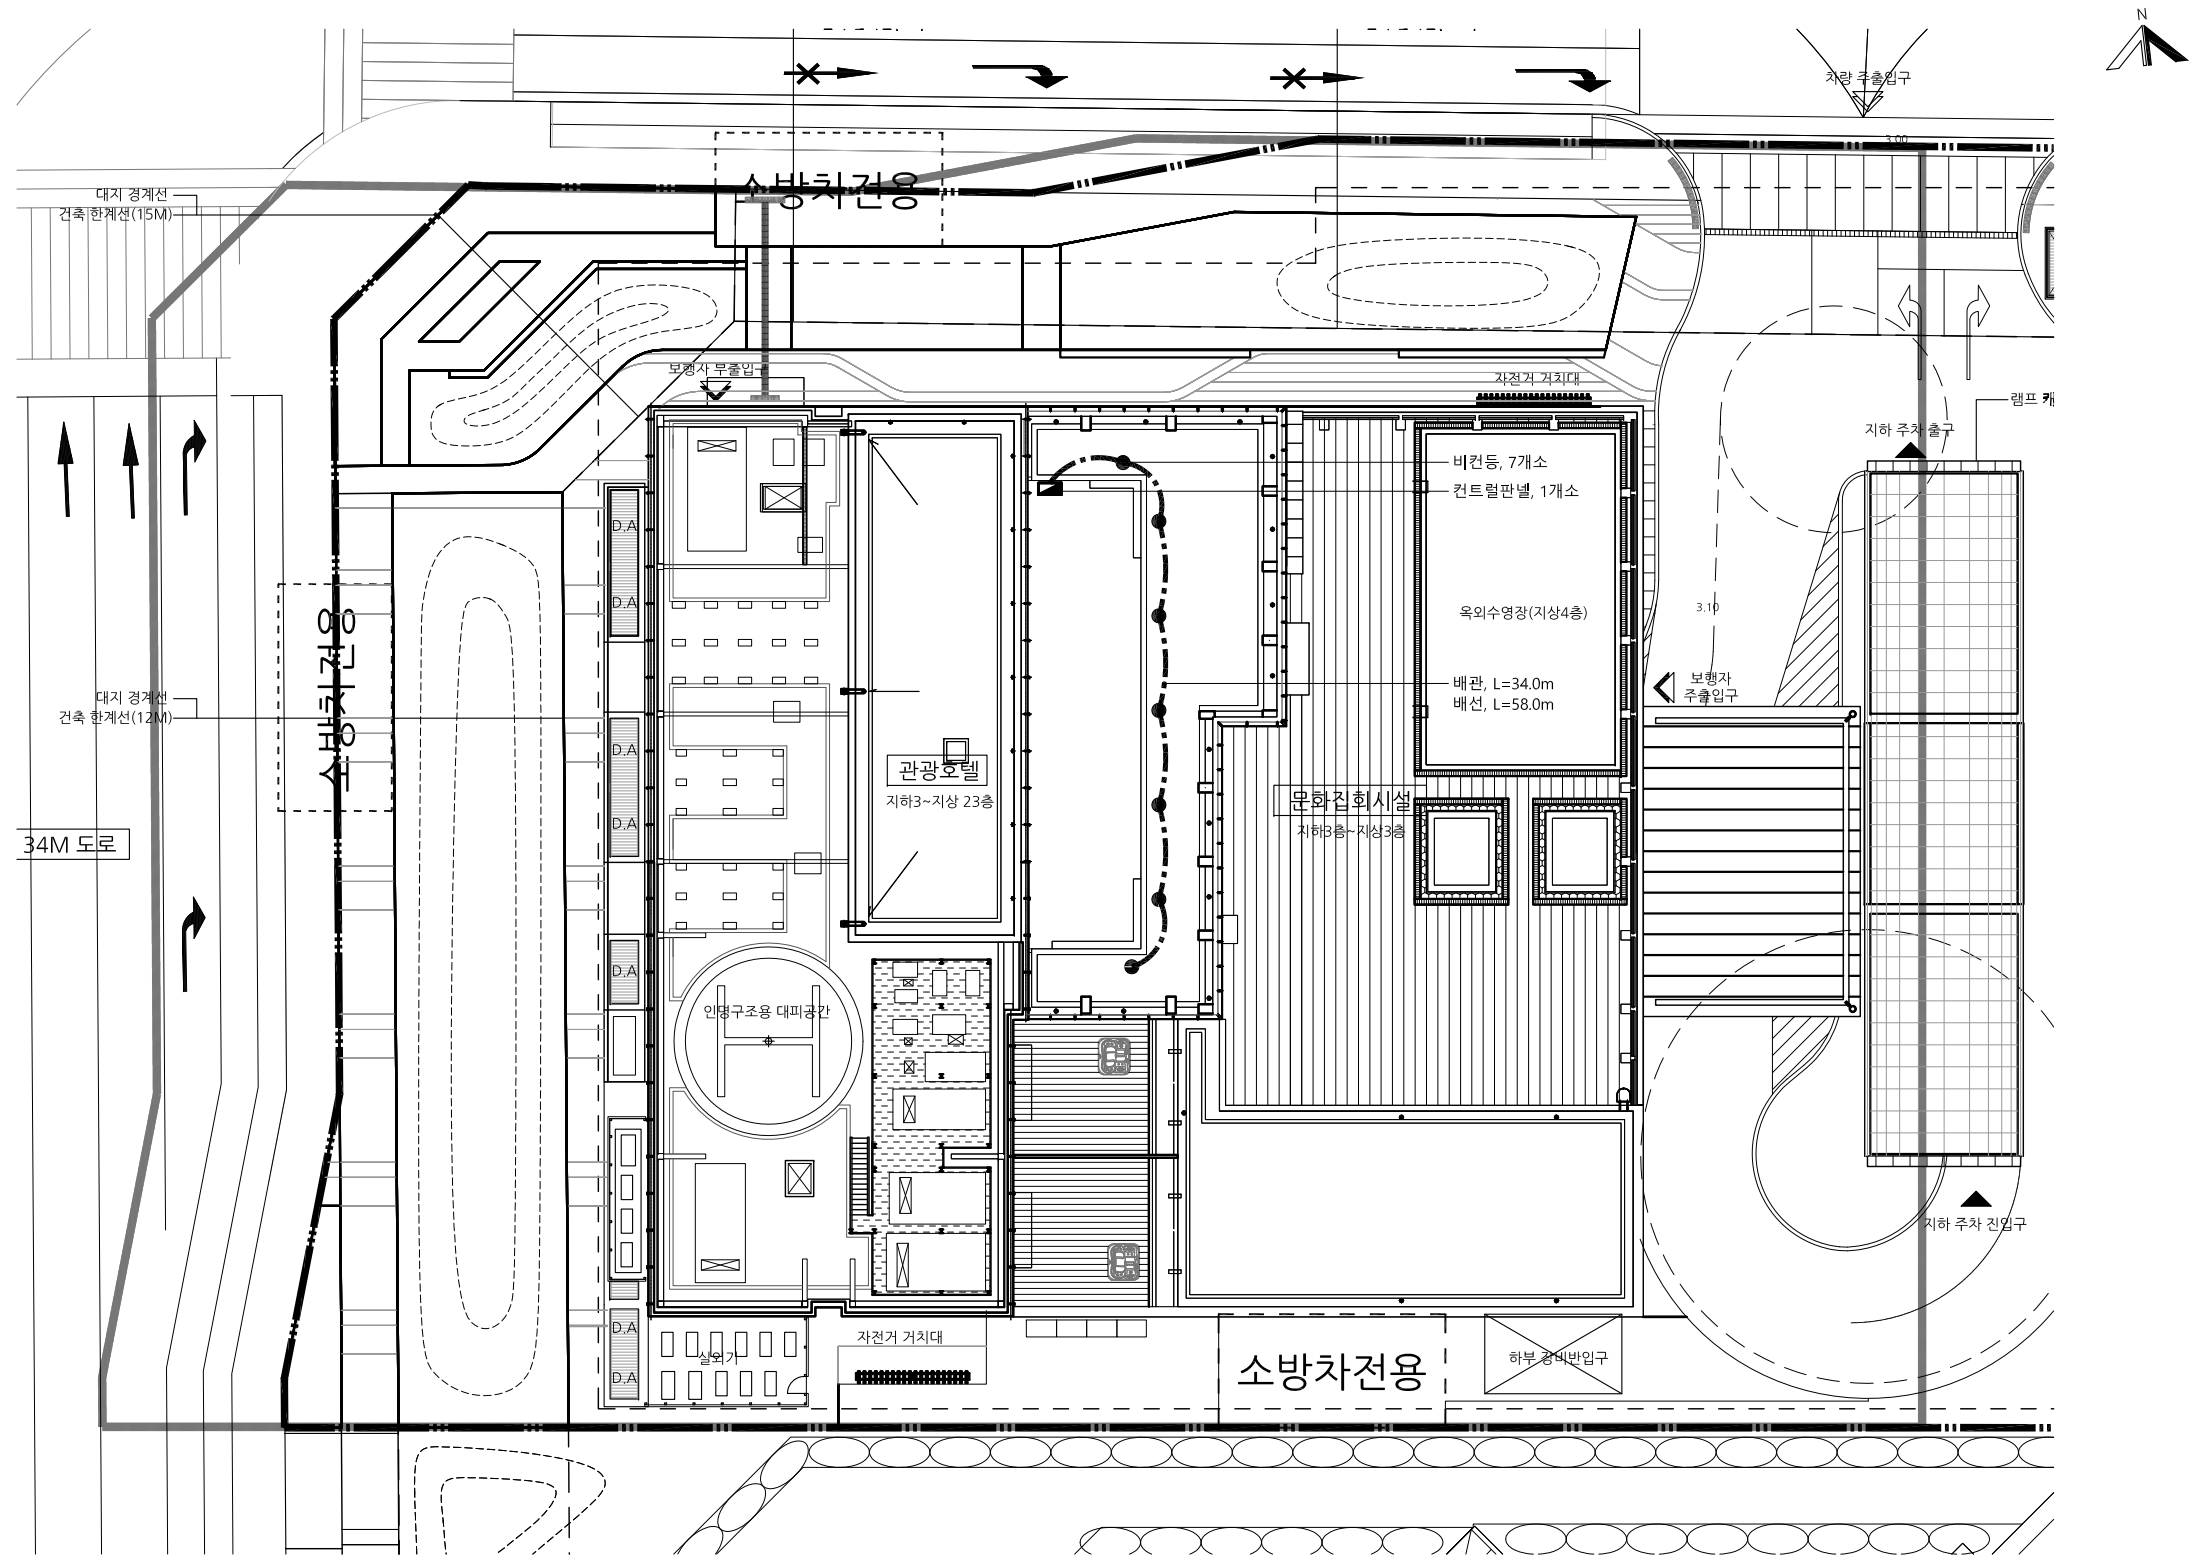 N
차량 주출입구
3.00
소방차전용
대지 경계선
건축 한계선(15M)
보행자 부출입구
자전거 거치대
램프 캐
지하 주차 출구
비컨등, 7개소
컨트럴판넬, 1개소
D.A
D.A
옥외수영장(지상4층)
3.10
소방차전용
대지 경계선
건축 한계선(12M)
보행자
주출입구
배관, L=34.0m
배선, L=58.0m
D.A
관광호텔
지하3~지상 23층
문화집회시설
지하3층~지상3층
D.A
34M 도로
D.A
인명구조용 대피공간
지하 주차 진입구
D.A
자전거 거치대
실외기
소방차전용
하부 장비반입구
D.A